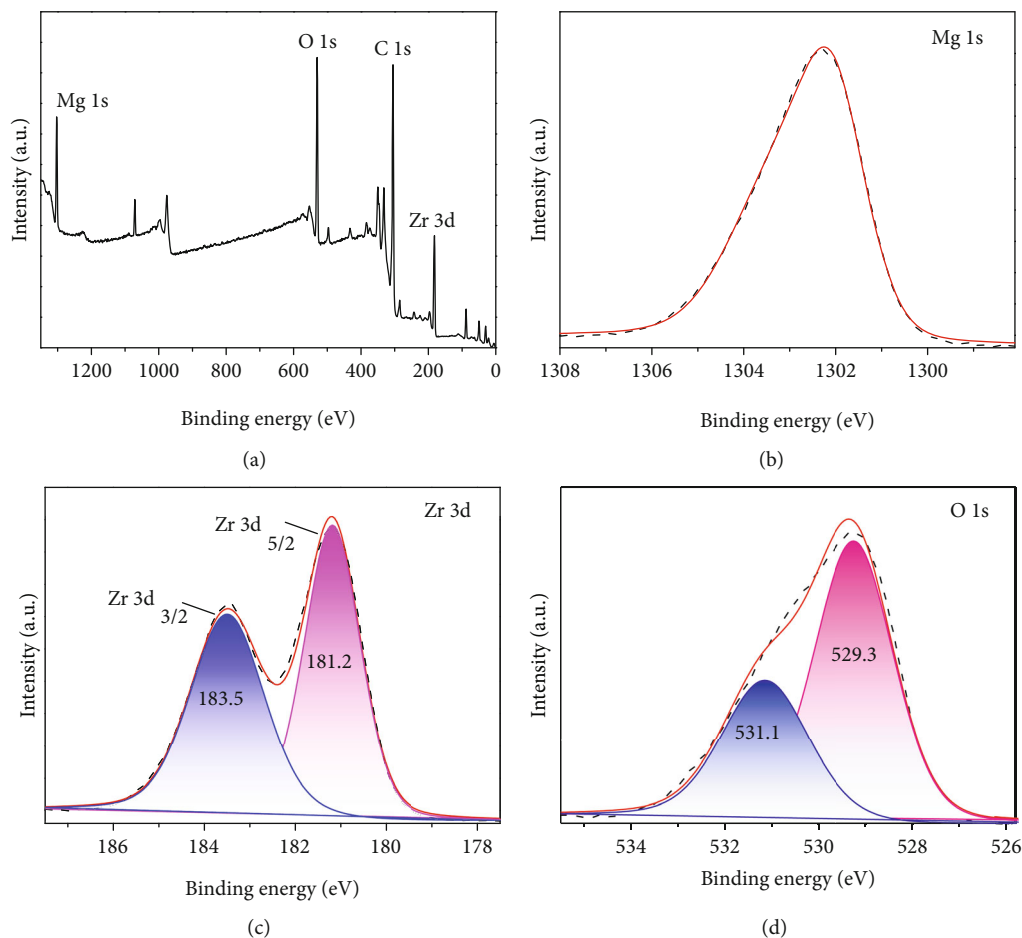 Mg 1s
O 1s
C 1s
Zr 3d
Intensity (a.u.)
1200 1000 800 600 400 200 0
Binding energy (eV)
(a)
Mg 1s
Intensity (a.u.)
1308 1306 1304 1302 1300
Binding energy (eV)
(b)
Zr 3d
Zr 3d
5/2
Zr 3d
3/2
183.5
181.2
Intensity (a.u.)
186 184 182 180 178
Binding energy (eV)
(c)
O 1s
529.3
531.1
Intensity (a.u.)
534 532 530 528 526
Binding energy (eV)
(d)